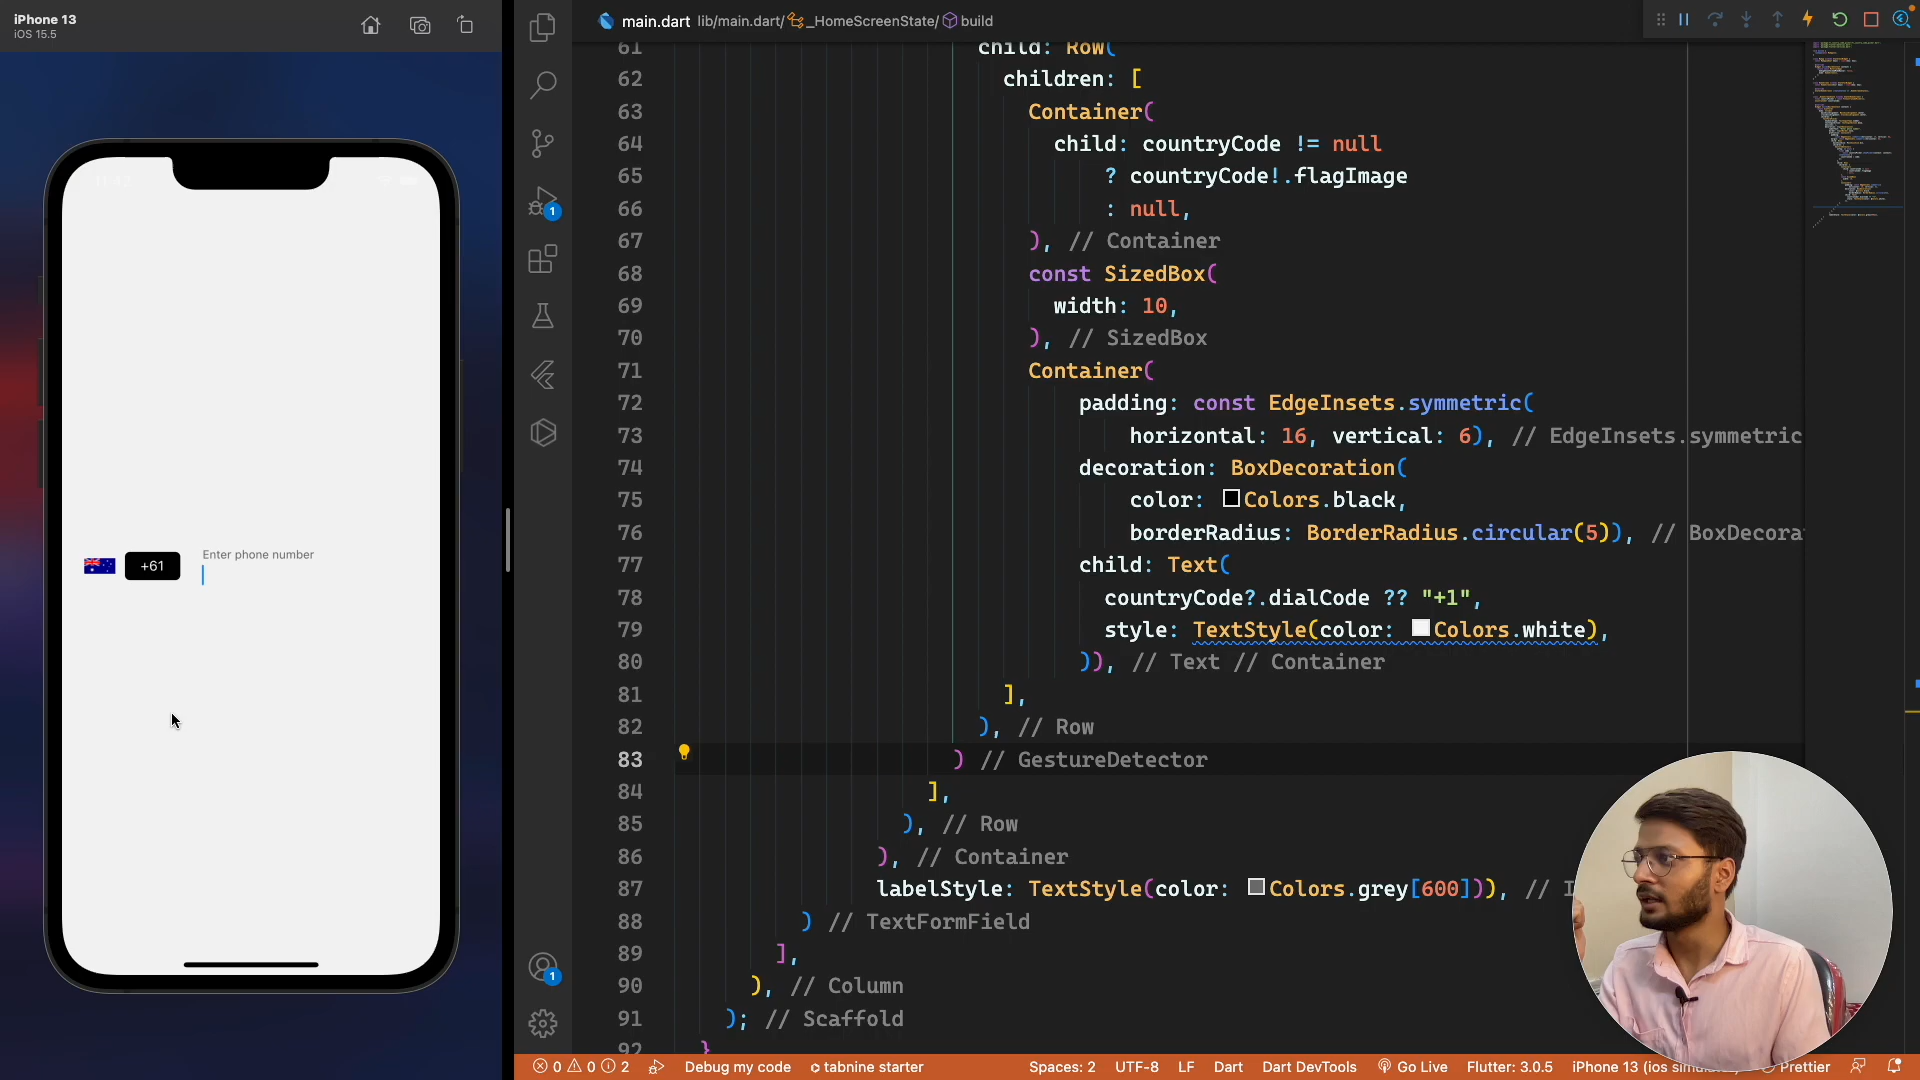 iPhone 13
iOS 15.5
+61
Enter phone number
main.dart lib/main.dart/ _HomeScreenState/ build
61 child: Row(
62 children: [
63 Container(
64 child: countryCode != null
65 ? countryCode!.flagImage
66 : null,
67 ), // Container
68 const SizedBox(
69 width: 10,
70 ), // SizedBox
71 Container(
72 padding: const EdgeInsets.symmetric(
73 horizontal: 16, vertical: 6), // EdgeInsets.symmetric
74 decoration: BoxDecoration(
75 color: Colors.black,
76 borderRadius: BorderRadius.circular(5)), // BoxDecora
77 child: Text(
78 countryCode?.dialCode ?? "+1",
79 style: TextStyle(color: Colors.white),
80 )), // Text // Container
81 ],
82 ), // Row
83 ) // GestureDetector
84 ],
85 ), // Row
86 ), // Container
87 labelStyle: TextStyle(color: Colors.grey[600])), // I
88 ) // TextFormField
89 ],
90 ), // Column
91 ); // Scaffold
92 }
1
1
0 0 2 Debug my code tabnine starter Spaces: 2 UTF-8 LF Dart Dart DevTools Go Live Flutter: 3.0.5 iPhone 13 (ios Prettier